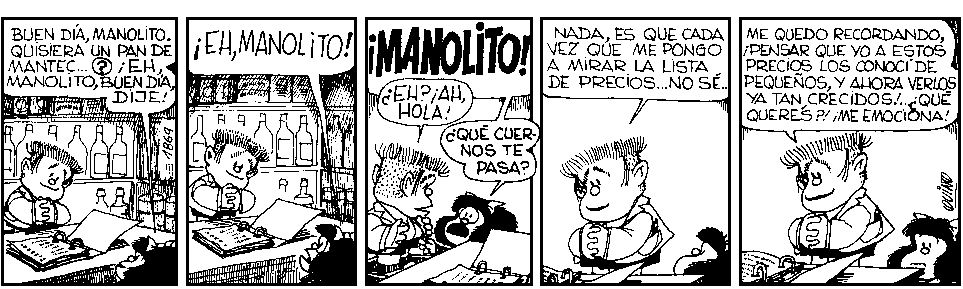 BUEN DÍA, MANOLITO.
QUISIERA UN PAN DE
MANTEC... ? ¡EH,
MANOLITO, BUEN DÍA,
DIJE!
1869
¡EH, MANOLITO!
¡MANOLITO!
¿EH? ¡AH,
HOLA!
¿QUÉ CUER-
NOS TE
PASA?
NADA, ES QUE CADA
VEZ QUE ME PONGO
A MIRAR LA LISTA
DE PRECIOS... NO SÉ..
ME QUEDO RECORDANDO,
¡PENSAR QUE YO A ESTOS
PRECIOS LOS CONOCÍ DE
PEQUEÑOS, Y AHORA VERLOS
YA TAN CRECIDOS!.. ¿QUÉ
QUERES?! ¡ME EMOCIONA!
QUINO